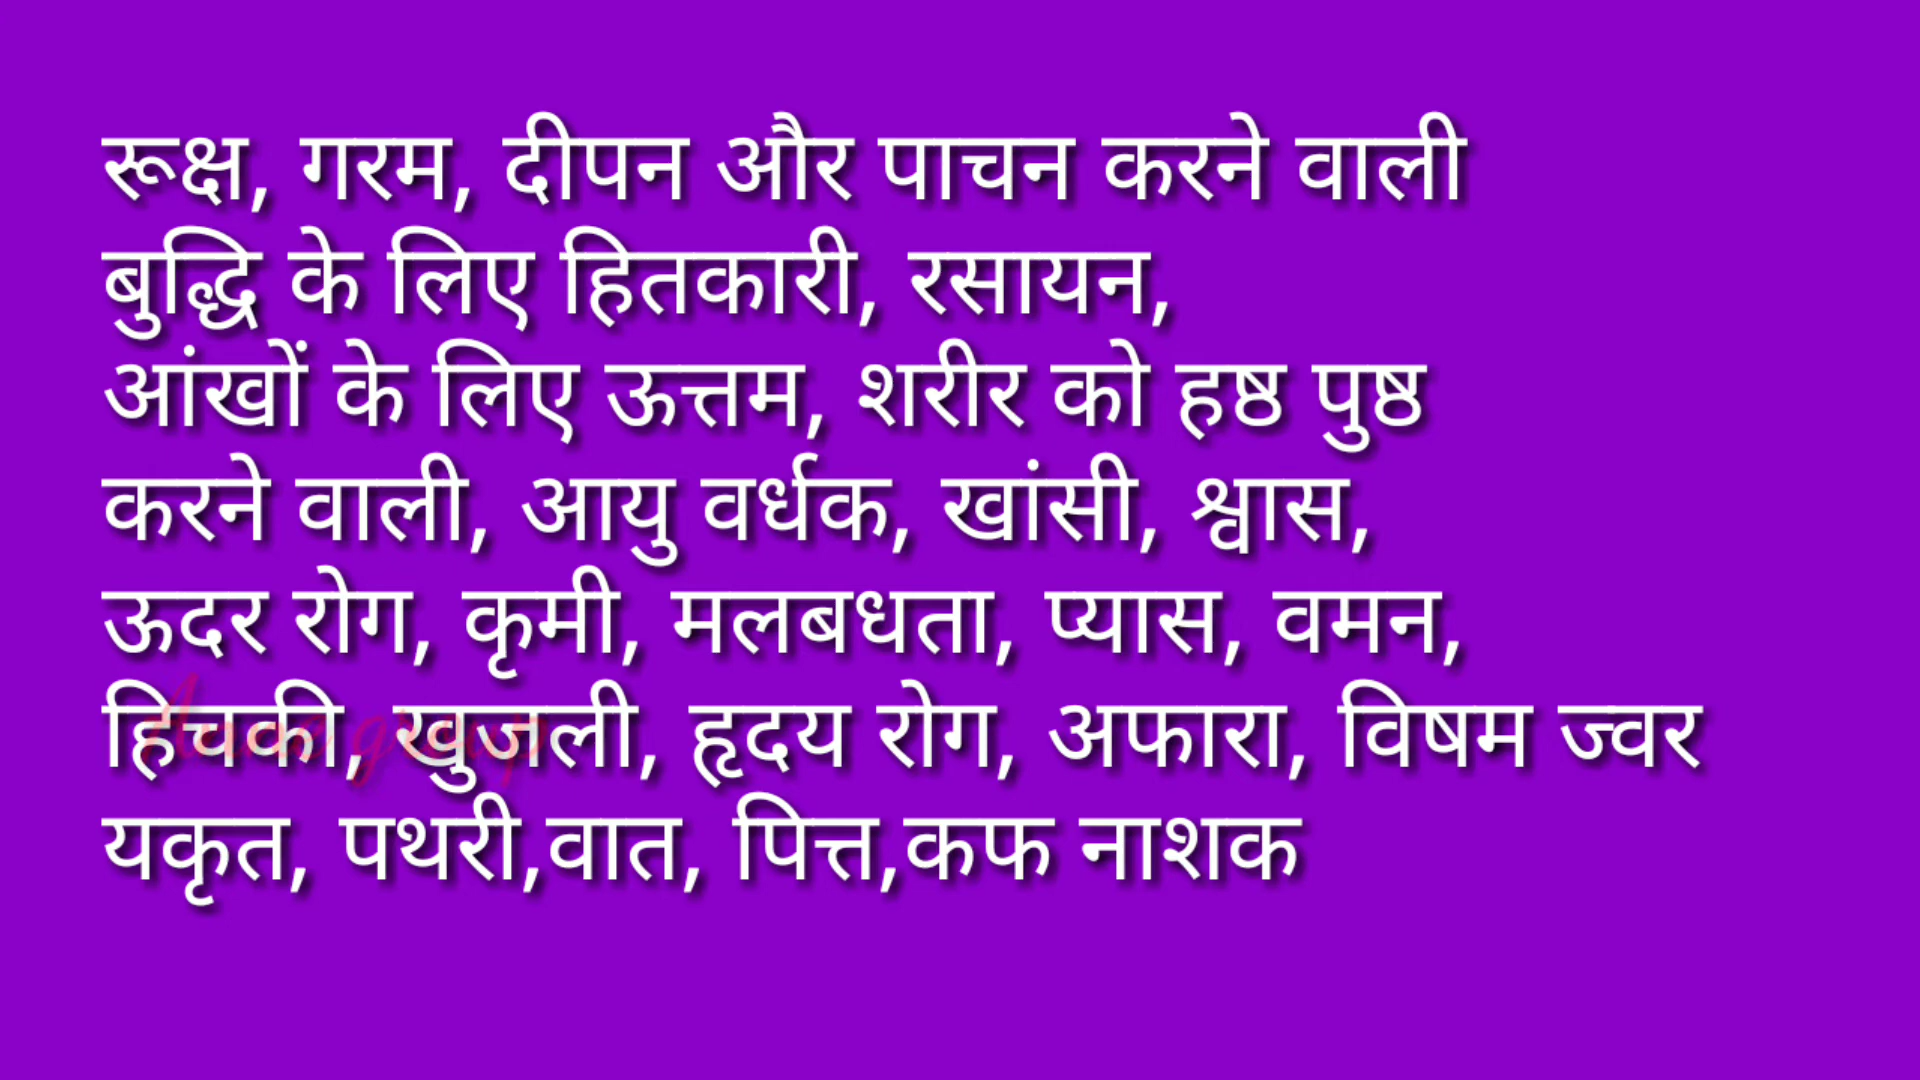 रूक्ष, गरम, दीपन और पाचन करने वाली
बुद्धि के लिए हितकारी, रसायन,
आंखों के लिए ऊत्तम, शरीर को हष्ठ पुष्ठ
करने वाली, आयु वर्धक, खांसी, श्वास,
ऊदर रोग, कृमी, मलबधता, प्यास, वमन,
हिचकी, खुजली, हृदय रोग, अफारा, विषम ज्वर
यकृत, पथरी,वात, पित्त,कफ नाशक
group